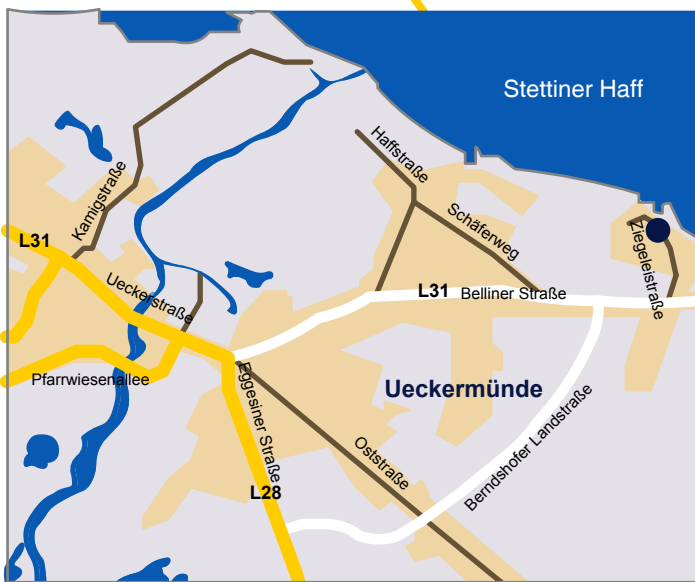 Stettiner Haff
Haffstraße
Kamigstraße
Schäferweg
Ziegeleistraße
L31
Ueckerstraße
L31 Belliner Straße
Pfarrwiesenallee
Ueckermünde
Eggesiner Straße
Oststraße
Berndshofer Landstraße
L28